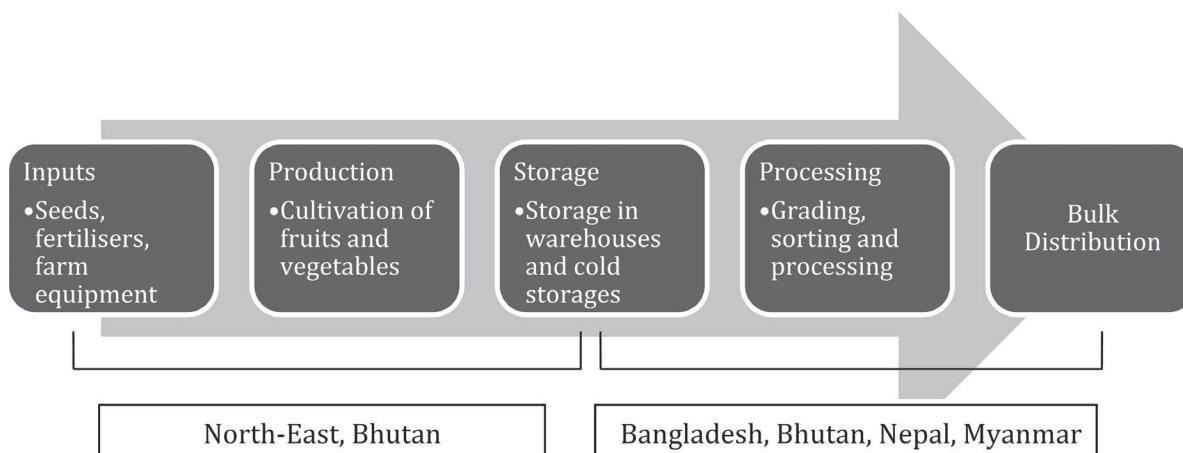 Inputs
•Seeds,
fertilisers,
farm
equipment
Production
•Cultivation of
fruits and
vegetables
Storage
•Storage in
warehouses
and cold
storages
Processing
•Grading,
sorting and
processing
Bulk
Distribution
North-East, Bhutan
Bangladesh, Bhutan, Nepal, Myanmar